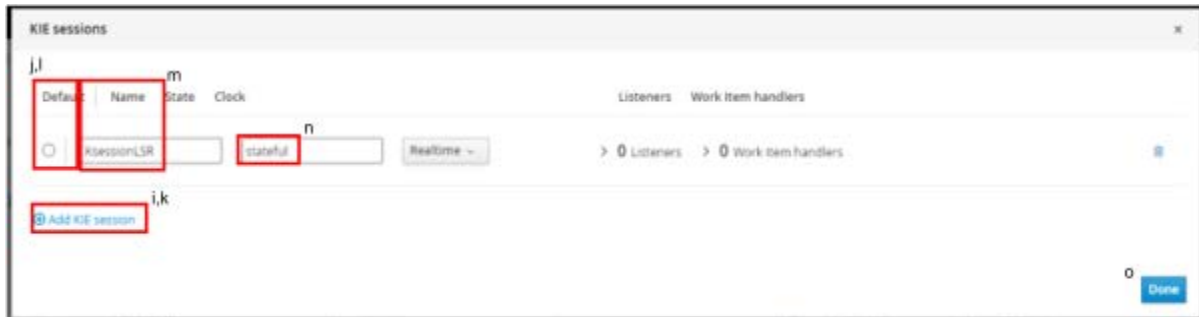 KIE sessions ×
j,l
m
Default Name State Clock Listeners Work Item handlers
n
KsessionLSR stateful Realtime > 0 Listeners > 0 Work Item handlers
i,k
Add KIE session
o
Done